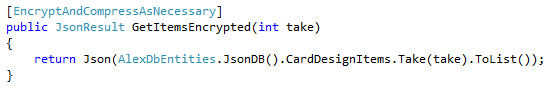 [EncryptAndCompressAsNecessary]
public JsonResult GetItemsEncrypted(int take)
{
    return Json(AlexDbEntities.JsonDB().CardDesignItems.Take(take).ToList());
}